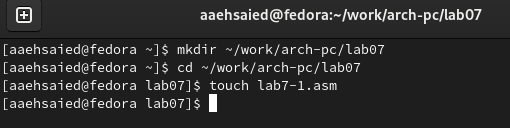 aaehsaied@fedora:~/work/arch-pc/lab07
[aaehsaied@fedora ~]$ mkdir ~/work/arch-pc/lab07
[aaehsaied@fedora ~]$ cd ~/work/arch-pc/lab07
[aaehsaied@fedora lab07]$ touch lab7-1.asm
[aaehsaied@fedora lab07]$